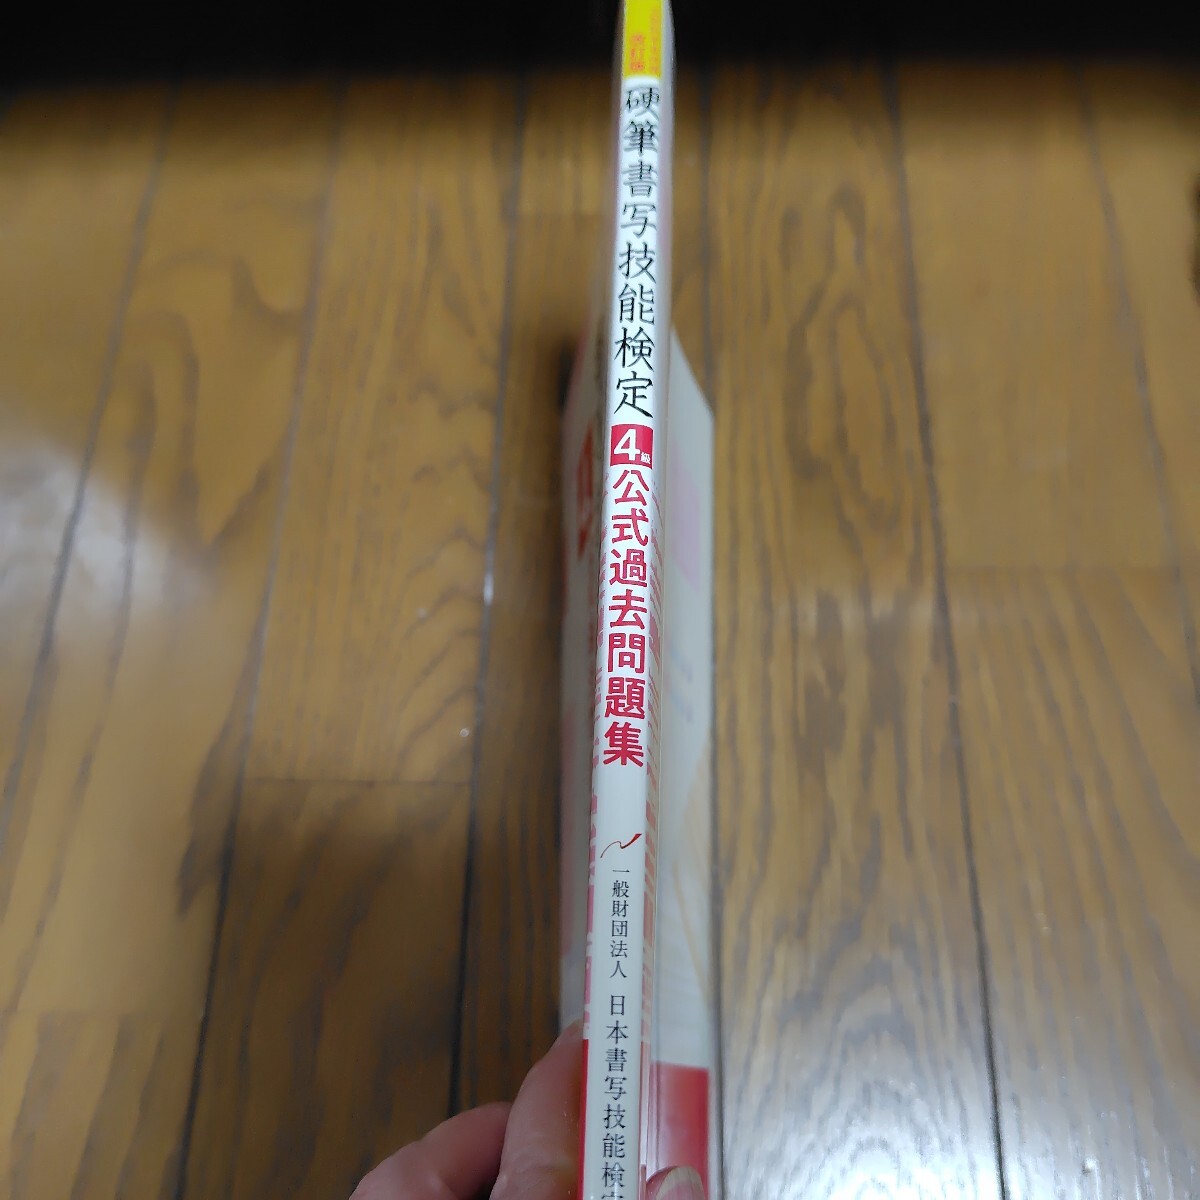 改訂版
硬筆書写技能検定
4級
公式過去問題集
一般財団法人 日本書写技能検定